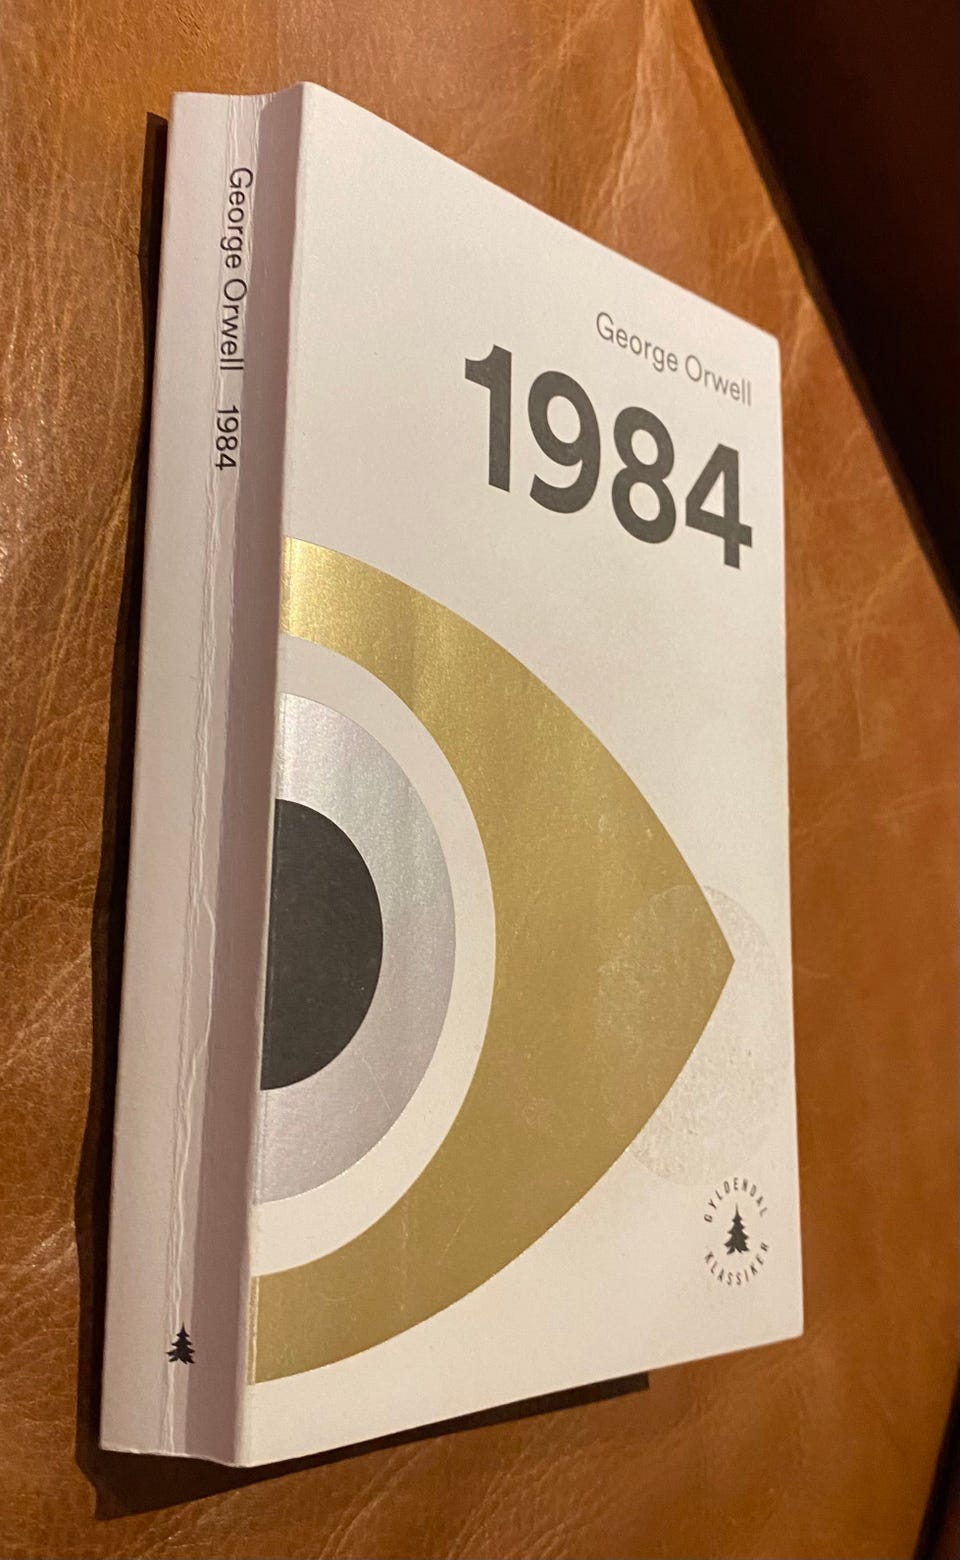 George Orwell 1984
George Orwell
1984
GYLDENDAL
KLASSIKER